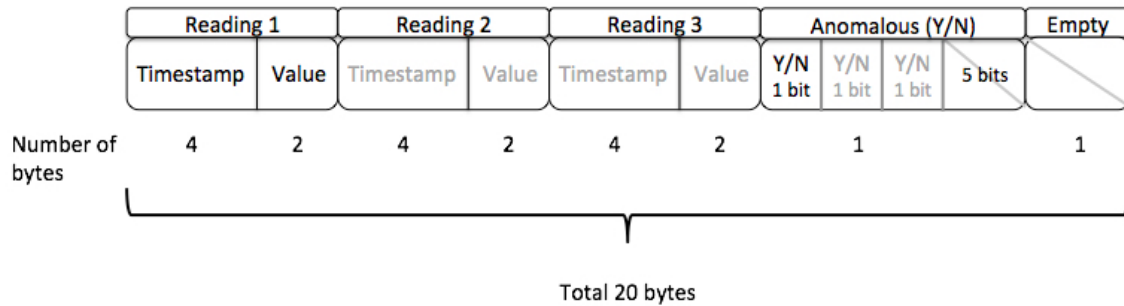 Reading 1 Reading 2 Reading 3 Anomalous (Y/N) Empty
Timestamp Value Timestamp Value Timestamp Value Y/N 1 bit Y/N 1 bit Y/N 1 bit 5 bits
Number of bytes 4 2 4 2 4 2 1 1
Total 20 bytes